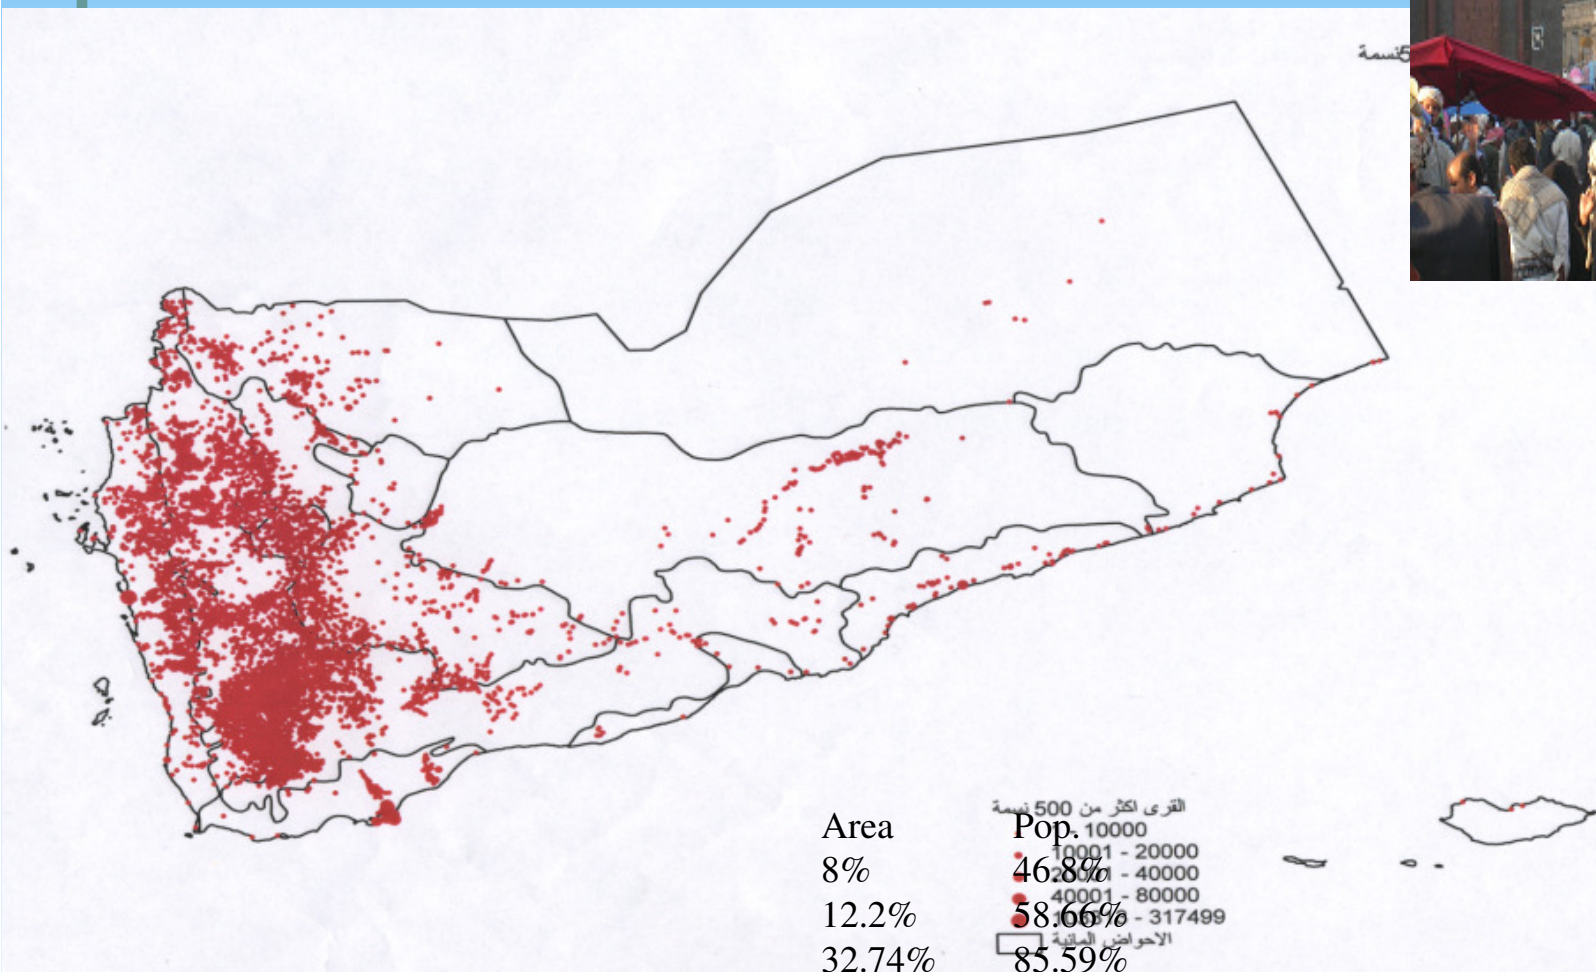 5نسمة
القرى اكثر من 500 نسمة
Area Pop.
10000
10001 - 20000
8% 46.8%
- 40000
40001 - 80000
12.2% 58.66%
- 317499
الاحواض المائية
32.74% 85.59%